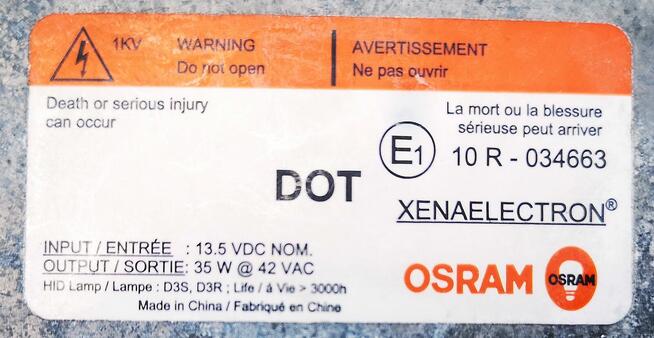 1KV WARNING AVERTISSEMENT
Do not open Ne pas ouvrir
Death or serious injury
can occur
La mort ou la blessure
sérieuse peut arriver
E1 10 R - 034663
DOT
XENAELECTRON®
INPUT / ENTRÉE : 13.5 VDC NOM.
OUTPUT / SORTIE: 35 W @ 42 VAC
HID Lamp / Lampe : D3S, D3R ; Life / á Vie > 3000h
Made in China / Fabriqué en Chine
OSRAM OSRAM